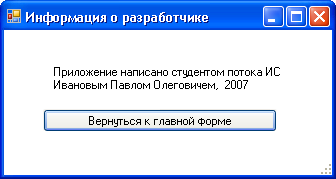 Информация о разработчике
Приложение написано студентом потока ИС
Ивановым Павлом Олеговичем, 2007
Вернуться к главной форме